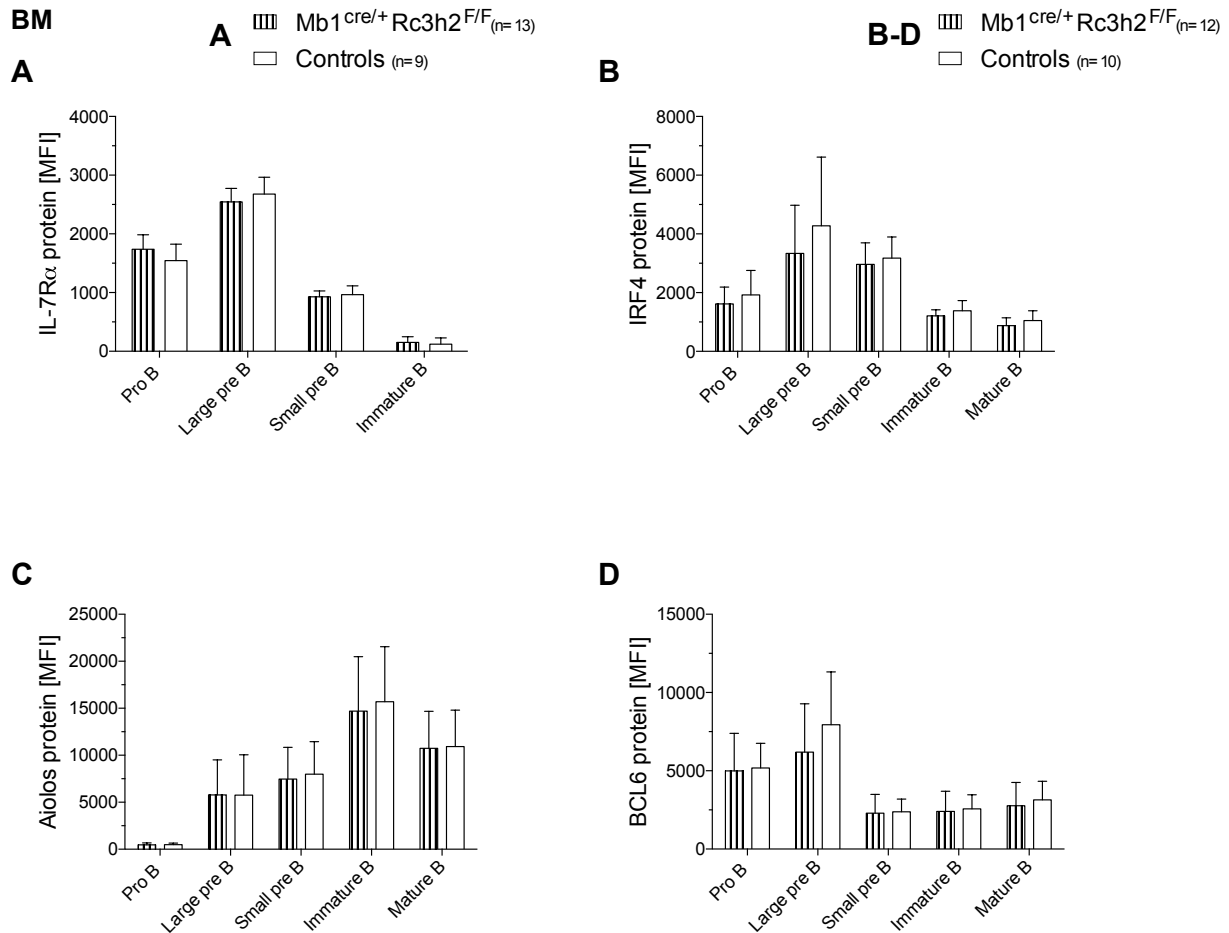 BM
A
Mb1cre/+Rc3h2F/F(n=13)
Controls (n=9)
B-D
Mb1cre/+Rc3h2F/F(n=12)
Controls (n=10)
A
IL-7Rα protein [MFI]
4000
3000
2000
1000
0
Pro B
Large pre B
Small pre B
Immature B
B
IRF4 protein [MFI]
8000
6000
4000
2000
0
Pro B
Large pre B
Small pre B
Immature B
Mature B
C
Aiolos protein [MFI]
25000
20000
15000
10000
5000
0
Pro B
Large pre B
Small pre B
Immature B
Mature B
D
BCL6 protein [MFI]
15000
10000
5000
0
Pro B
Large pre B
Small pre B
Immature B
Mature B